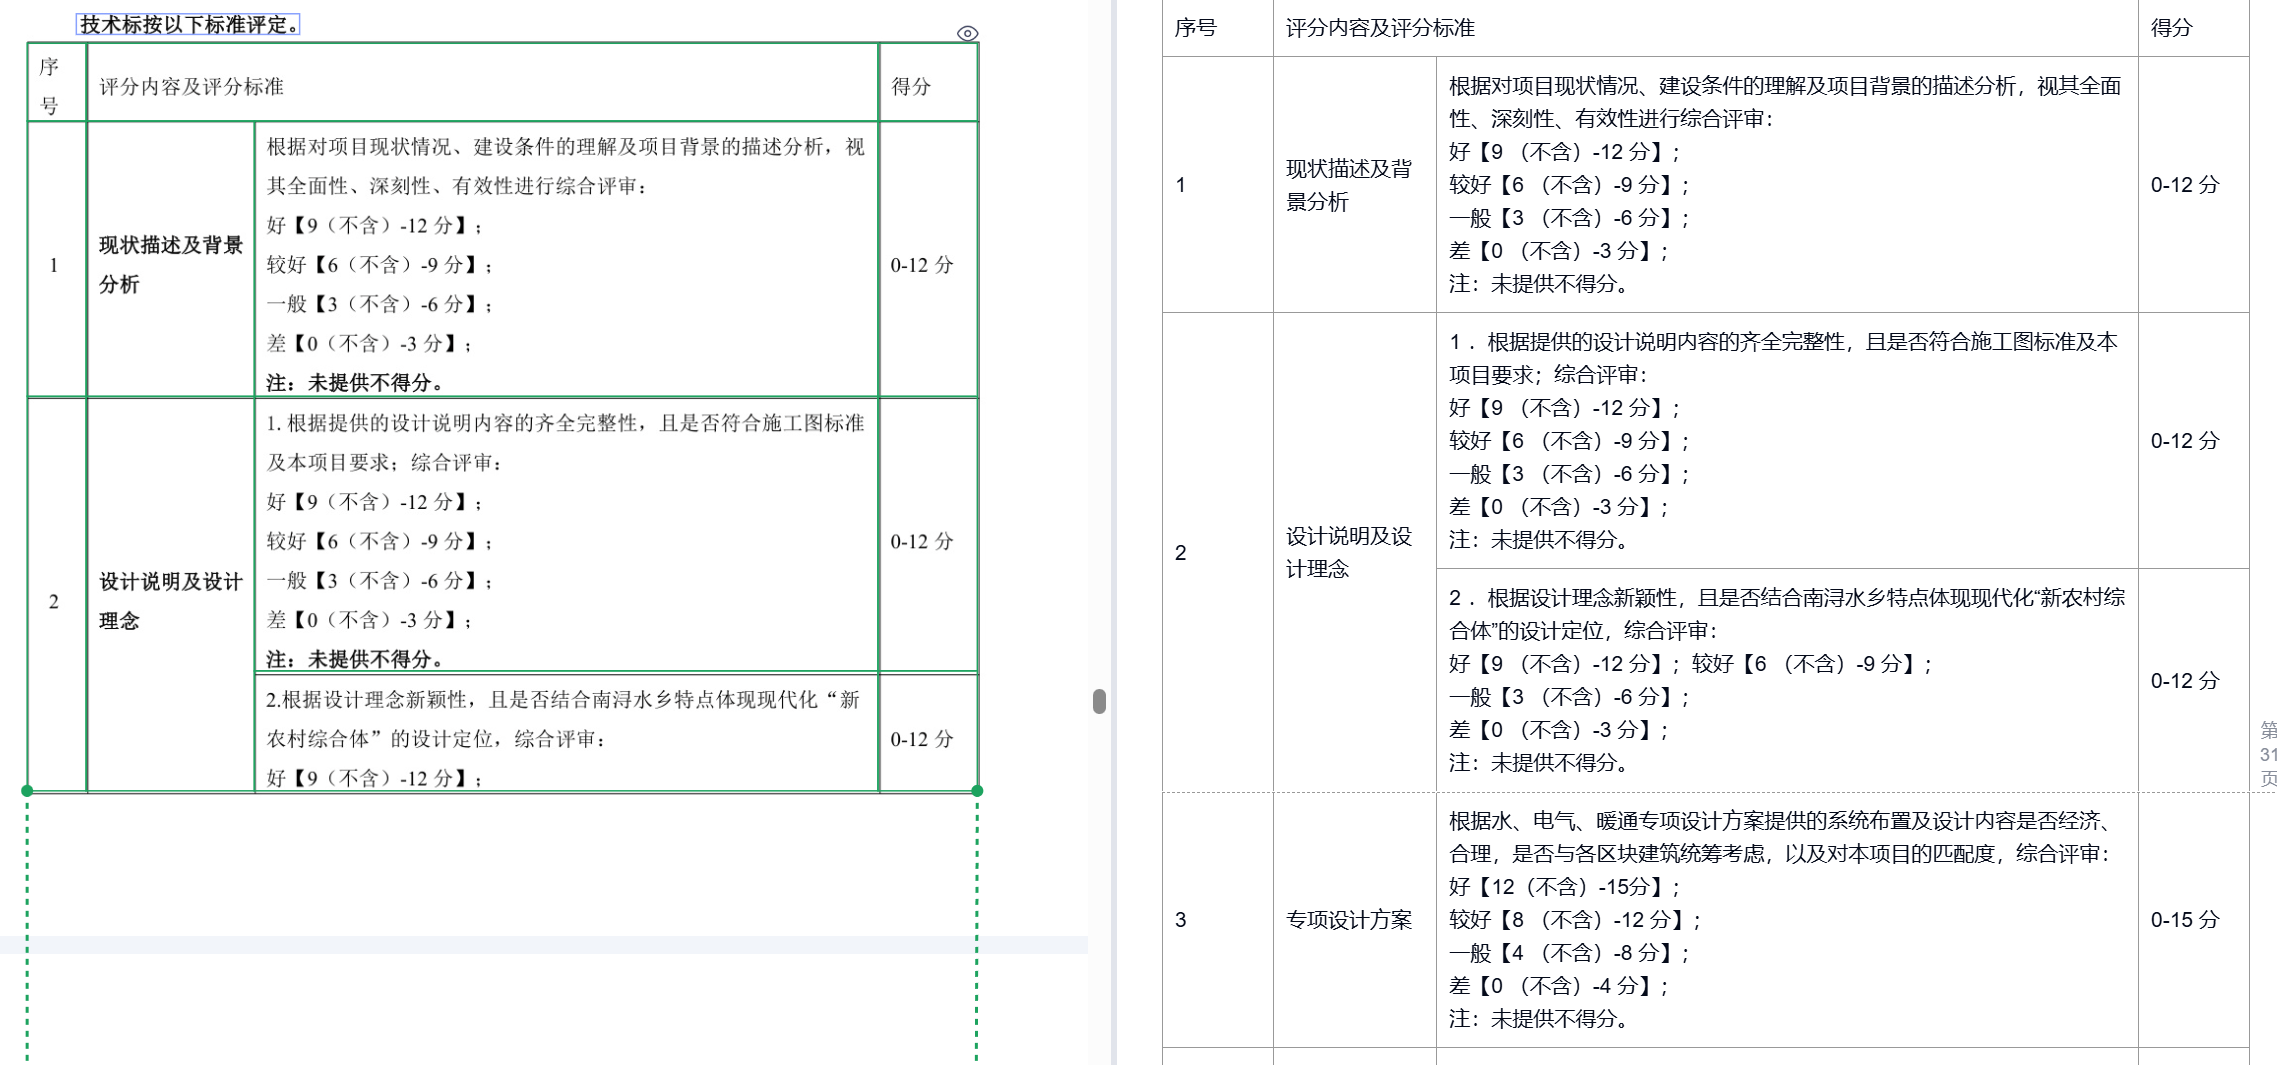 技术标按以下标准评定。
序
号
评分内容及评分标准
得分
1
现状描述及背景
分析
根据对项目现状情况、建设条件的理解及项目背景的描述分析，视
其全面性、深刻性、有效性进行综合评审：
好【9（不含）-12 分】；
较好【6（不含）-9 分】；
一般【3（不含）-6 分】；
差【0（不含）-3 分】；
注：未提供不得分。
0-12 分
2
设计说明及设计
理念
1. 根据提供的设计说明内容的齐全完整性，且是否符合施工图标准
及本项目要求；综合评审：
好【9（不含）-12 分】；
较好【6（不含）-9 分】；
一般【3（不含）-6 分】；
差【0（不含）-3 分】；
注：未提供不得分。
0-12 分
2.根据设计理念新颖性，且是否结合南浔水乡特点体现现代化“新
农村综合体”的设计定位，综合评审：
好【9（不含）-12 分】；
0-12 分
序号
评分内容及评分标准
得分
1
现状描述及背
景分析
根据对项目现状情况、建设条件的理解及项目背景的描述分析，视其全面
性、深刻性、有效性进行综合评审：
好【9 （不含）-12 分】；
较好【6 （不含）-9 分】；
一般【3 （不含）-6 分】；
差【0 （不含）-3 分】；
注：未提供不得分。
0-12 分
2
设计说明及设
计理念
1 ．根据提供的设计说明内容的齐全完整性，且是否符合施工图标准及本
项目要求；综合评审：
好【9 （不含）-12 分】；
较好【6 （不含）-9 分】；
一般【3 （不含）-6 分】；
差【0 （不含）-3 分】；
注：未提供不得分。
0-12 分
2 ．根据设计理念新颖性，且是否结合南浔水乡特点体现现代化“新农村综
合体”的设计定位，综合评审：
好【9 （不含）-12 分】；较好【6 （不含）-9 分】；
一般【3 （不含）-6 分】；
差【0 （不含）-3 分】；
注：未提供不得分。
0-12 分
第
31
页
3
专项设计方案
根据水、电气、暖通专项设计方案提供的系统布置及设计内容是否经济、
合理，是否与各区块建筑统筹考虑，以及对本项目的匹配度，综合评审：
好【12（不含）-15分】；
较好【8 （不含）-12 分】；
一般【4 （不含）-8 分】；
差【0 （不含）-4 分】；
注：未提供不得分。
0-15 分